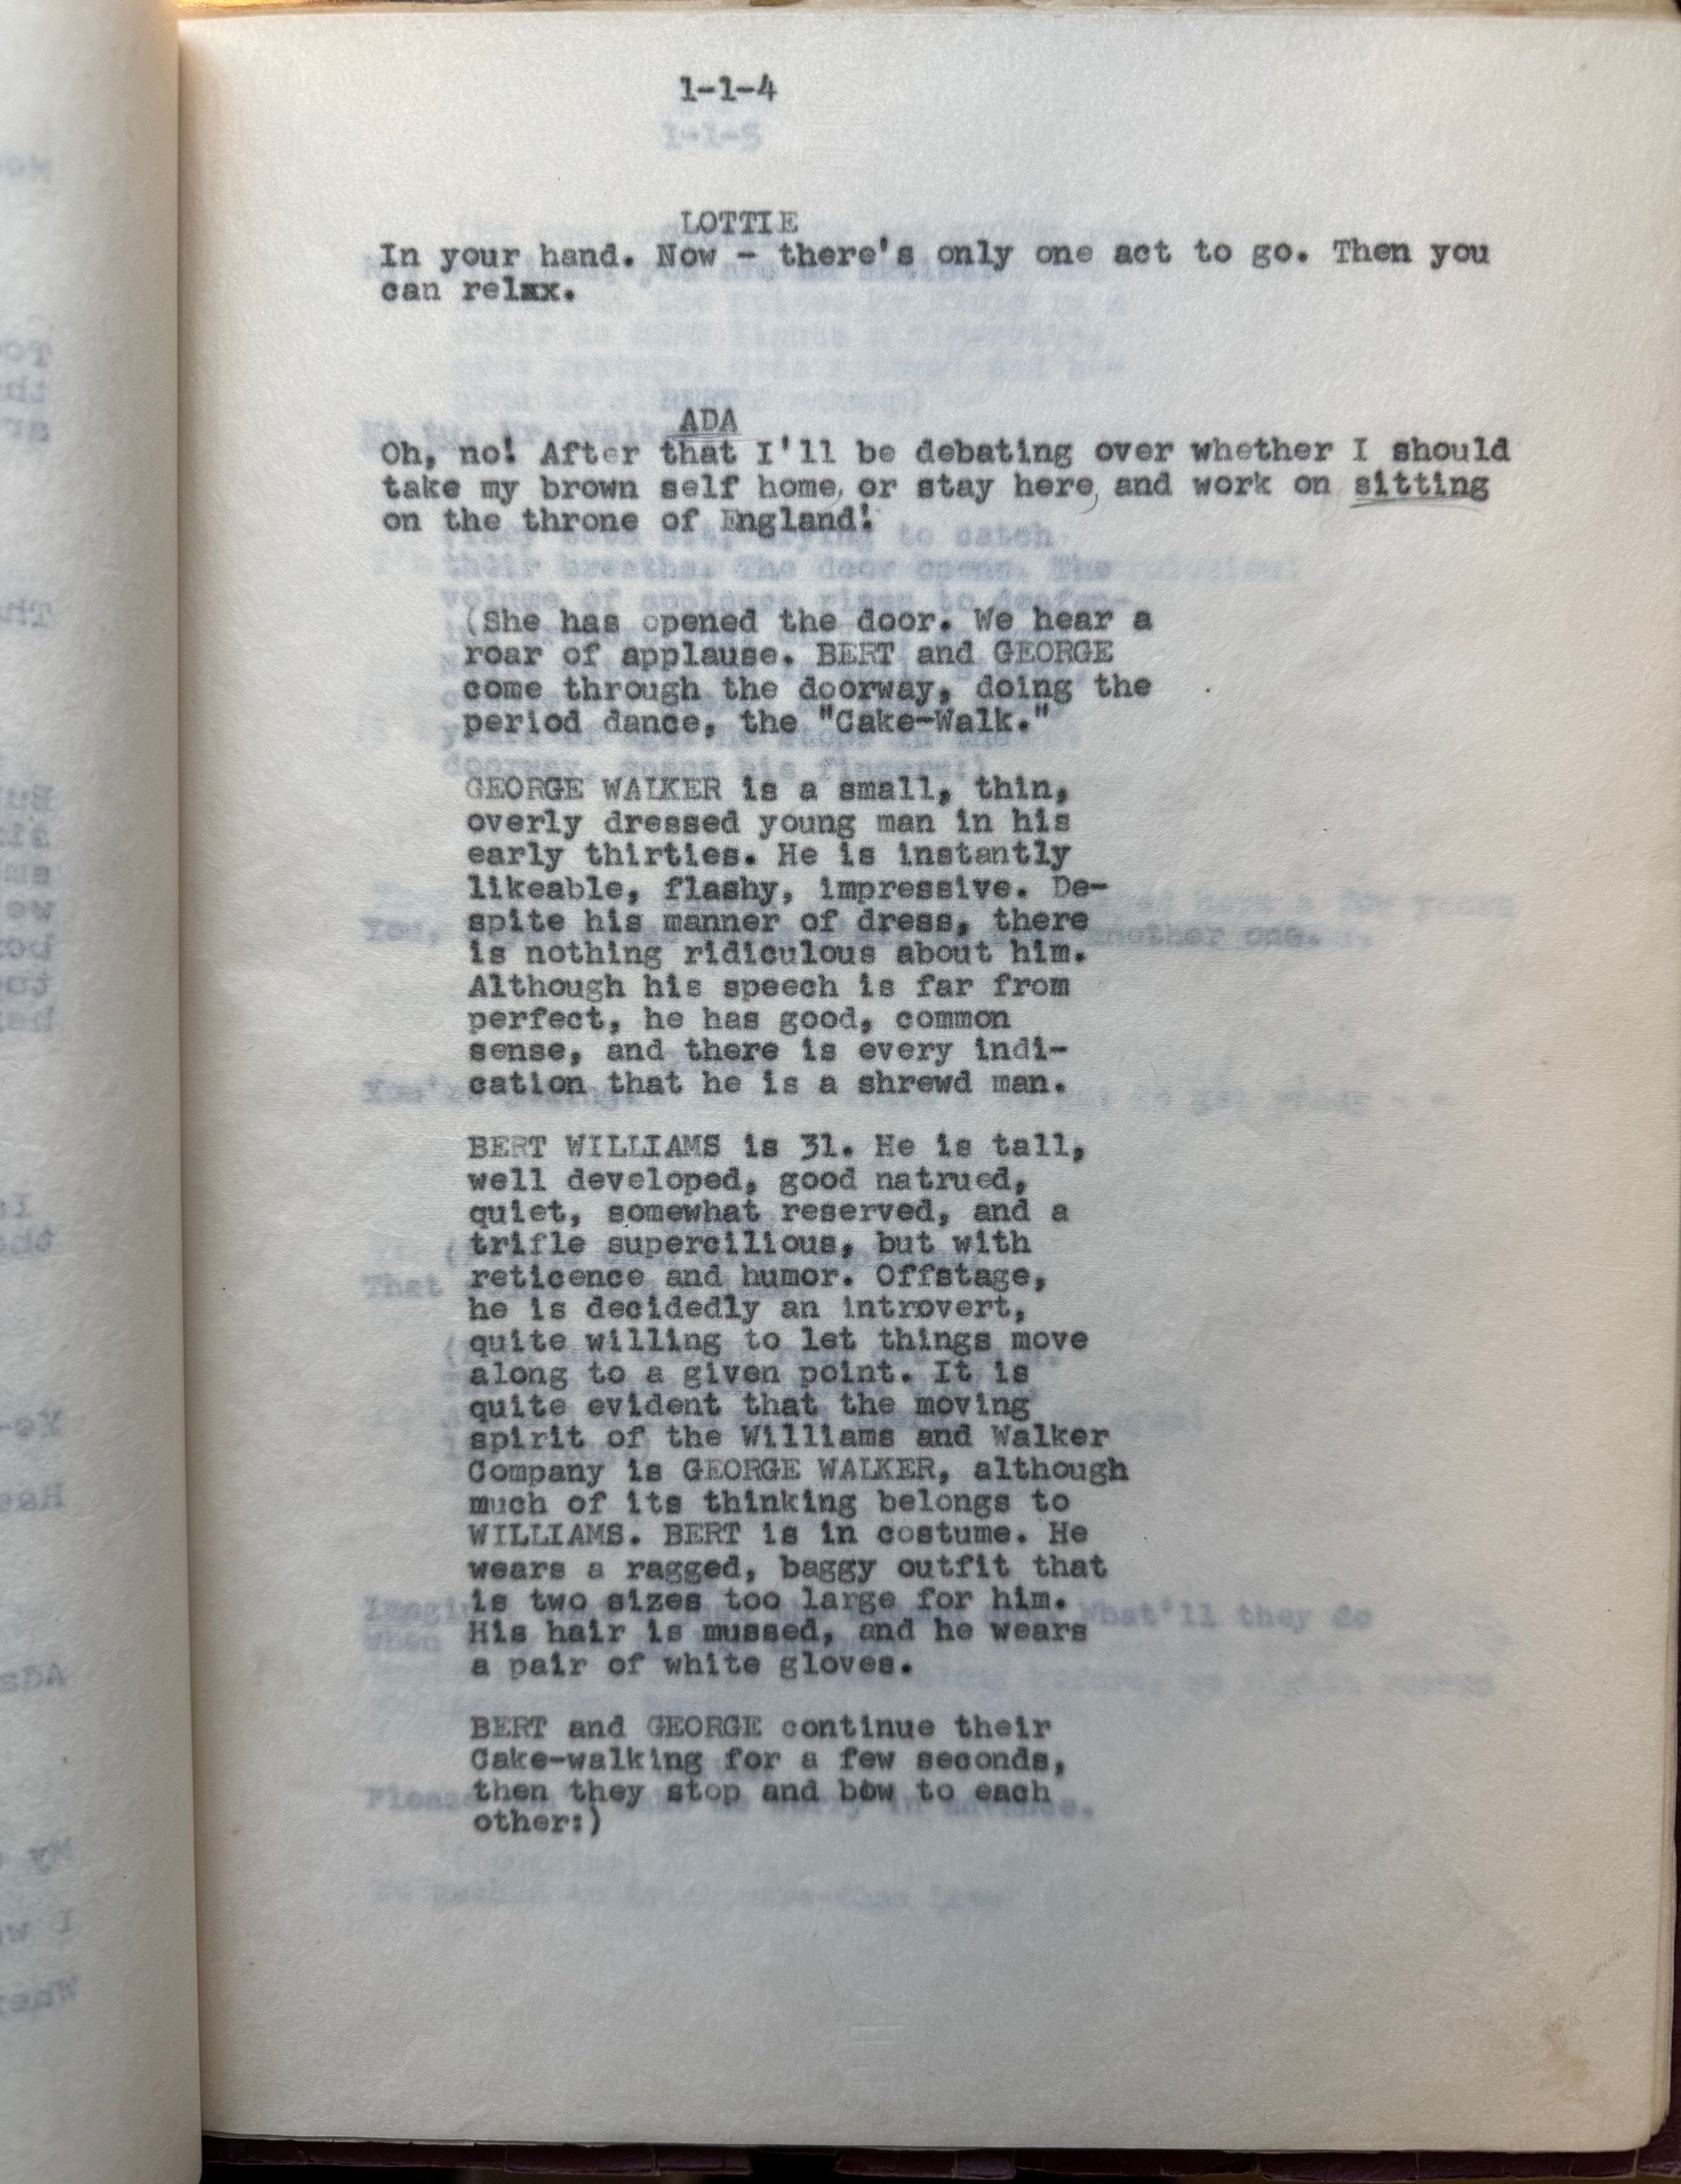 1-1-4
1-1-5
LOTTIE
In your hand. Now - there's only one act to go. Then you
can relax.
ADA
Oh, no! After that I'll be debating over whether I should
take my brown self home, or stay here, and work on sitting
on the throne of England!
(She has opened the door. We hear a
roar of applause. BERT and GEORGE
come through the doorway, doing the
period dance, the "Cake-Walk."
GEORGE WALKER is a small, thin,
overly dressed young man in his
early thirties. He is instantly
likeable, flashy, impressive. De-
spite his manner of dress, there
is nothing ridiculous about him.
Although his speech is far from
perfect, he has good, common
sense, and there is every indi-
cation that he is a shrewd man.
BERT WILLIAMS is 31. He is tall,
well developed, good natrued,
quiet, somewhat reserved, and a
trifle supercilious, but with
reticence and humor. Offstage,
he is decidedly an introvert,
quite willing to let things move
along to a given point. It is
quite evident that the moving
spirit of the Williams and Walker
Company is GEORGE WALKER, although
much of its thinking belongs to
WILLIAMS. BERT is in costume. He
wears a ragged, baggy outfit that
is two sizes too large for him.
His hair is mussed, and he wears
a pair of white gloves.
BERT and GEORGE continue their
Cake-walking for a few seconds,
then they stop and bow to each
other:)